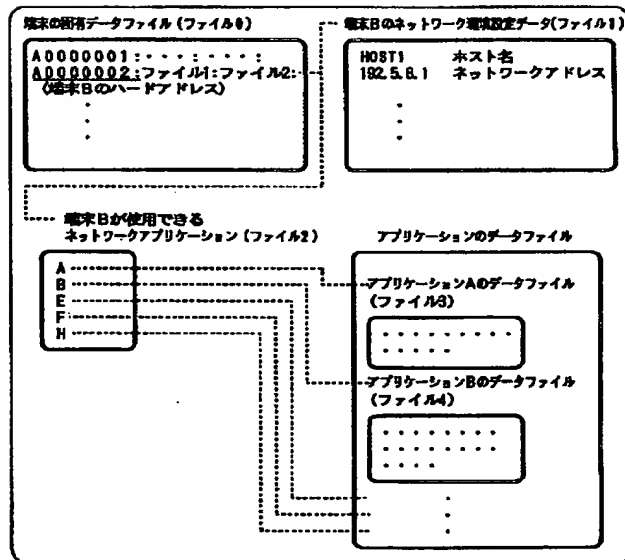 端末の固有データファイル（ファイル0）
A0000001:・・・:・・・・:
A0000002:ファイル1:ファイル2:
（端末Bのハードアドレス）
端末Bのネットワーク環境設定データ(ファイル1)
HOST1 ホスト名
192.5.8.1 ネットワークアドレス
端末Bが使用できる
ネットワークアプリケーション（ファイル2）
A
B
E
F
H
アプリケーションのデータファイル
アプリケーションAのデータファイル
（ファイル3）
アプリケーションBのデータファイル
（ファイル4）